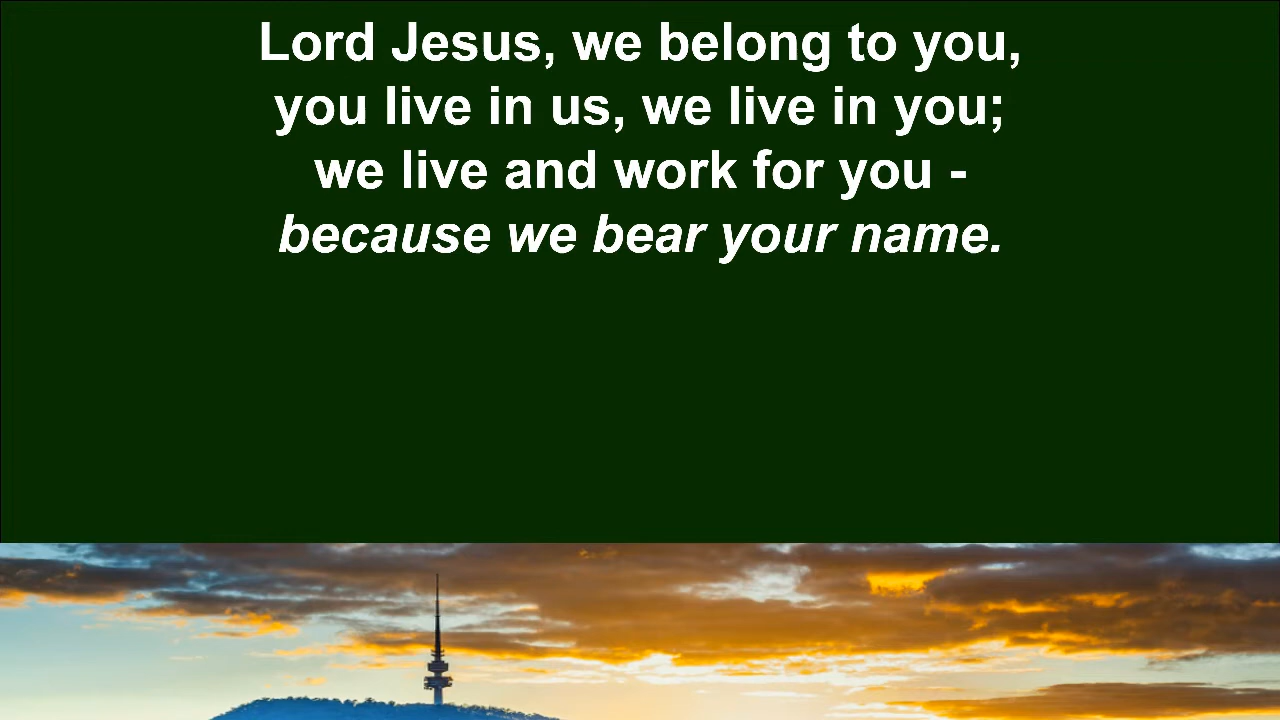 Lord Jesus, we belong to you,
you live in us, we live in you;
we live and work for you -
because we bear your name.